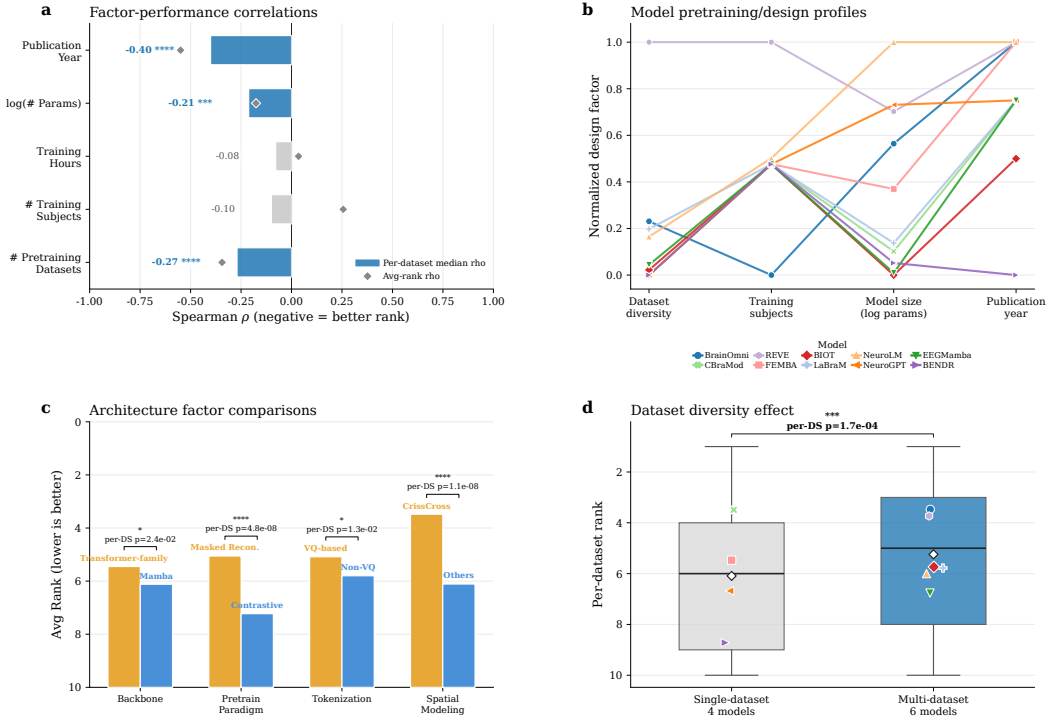 a Factor-performance correlations
Publication
Year
log(# Params)
Training
Hours
# Training
Subjects
# Pretraining
Datasets
-0.40 ****
-0.21 ***
-0.08
-0.10
-0.27 ****
Per-dataset median rho
Avg-rank rho
-1.00 -0.75 -0.50 -0.25 0.00 0.25 0.50 0.75 1.00
Spearman ρ (negative = better rank)
b Model pretraining/design profiles
Normalized design factor
1.0
0.8
0.6
0.4
0.2
0.0
Dataset
diversity
Training
subjects
Model size
(log params)
Publication
year
Model
BrainOmni REVE BIOT NeuroLM EEGMamba
CBraMod FEMBA LaBraM NeuroGPT BENDR
c Architecture factor comparisons
Avg Rank (lower is better)
0
2
4
6
8
10
*
per-DS p=2.4e-02
Transformer-family
Mamba
****
per-DS p=4.8e-08
Masked Recon.
Contrastive
*
per-DS p=1.3e-02
VQ-based
Non-VQ
****
per-DS p=1.1e-08
CrissCross
Others
Backbone
Pretrain
Paradigm
Tokenization
Spatial
Modeling
d Dataset diversity effect
***
per-DS p=1.7e-04
Per-dataset rank
2
4
6
8
10
Single-dataset
4 models
Multi-dataset
6 models